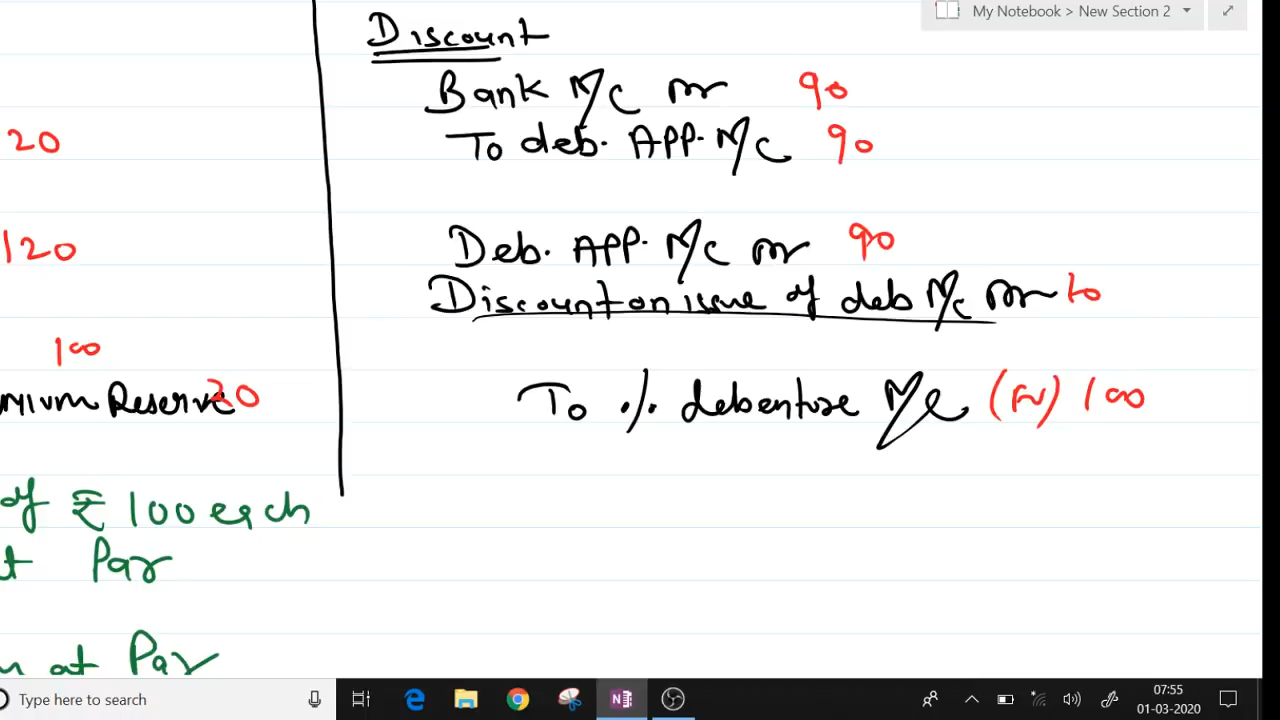 My Notebook > New Section 2
Discount
Bank A/C Dr 90
To deb. APP. A/C 90
Deb. APP. A/C Dr 90
Discount on issue of deb A/C Dr 10
To % debenture A/C (FV) 100
20
120
100
mium Reserve 20
of ₹ 100 each
t Par
n at Par
Type here to search
07:55
01-03-2020